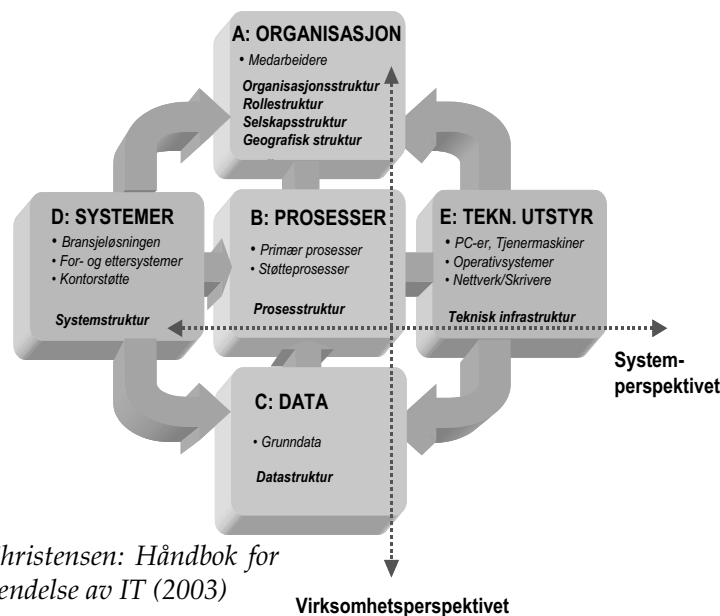 A: ORGANISASJON
• Medarbeidere
Organisasjonsstruktur
Rollestruktur
Selskapsstruktur
Geografisk struktur
D: SYSTEMER
• Bransjeløsningen
• For- og ettersystemer
• Kontorstøtte
Systemstruktur
B: PROSESSER
• Primær prosesser
• Støtteprosesser
Prosesstruktur
E: TEKN. UTSTYR
• PC-er, Tjenermaskiner
• Operativsystemer
• Nettverk/Skrivere
Teknisk infrastruktur
System-
perspektivet
C: DATA
• Grunndata
Datastruktur
hristensen: Håndbok for
endelse av IT (2003)
Virksomhetsperspektivet